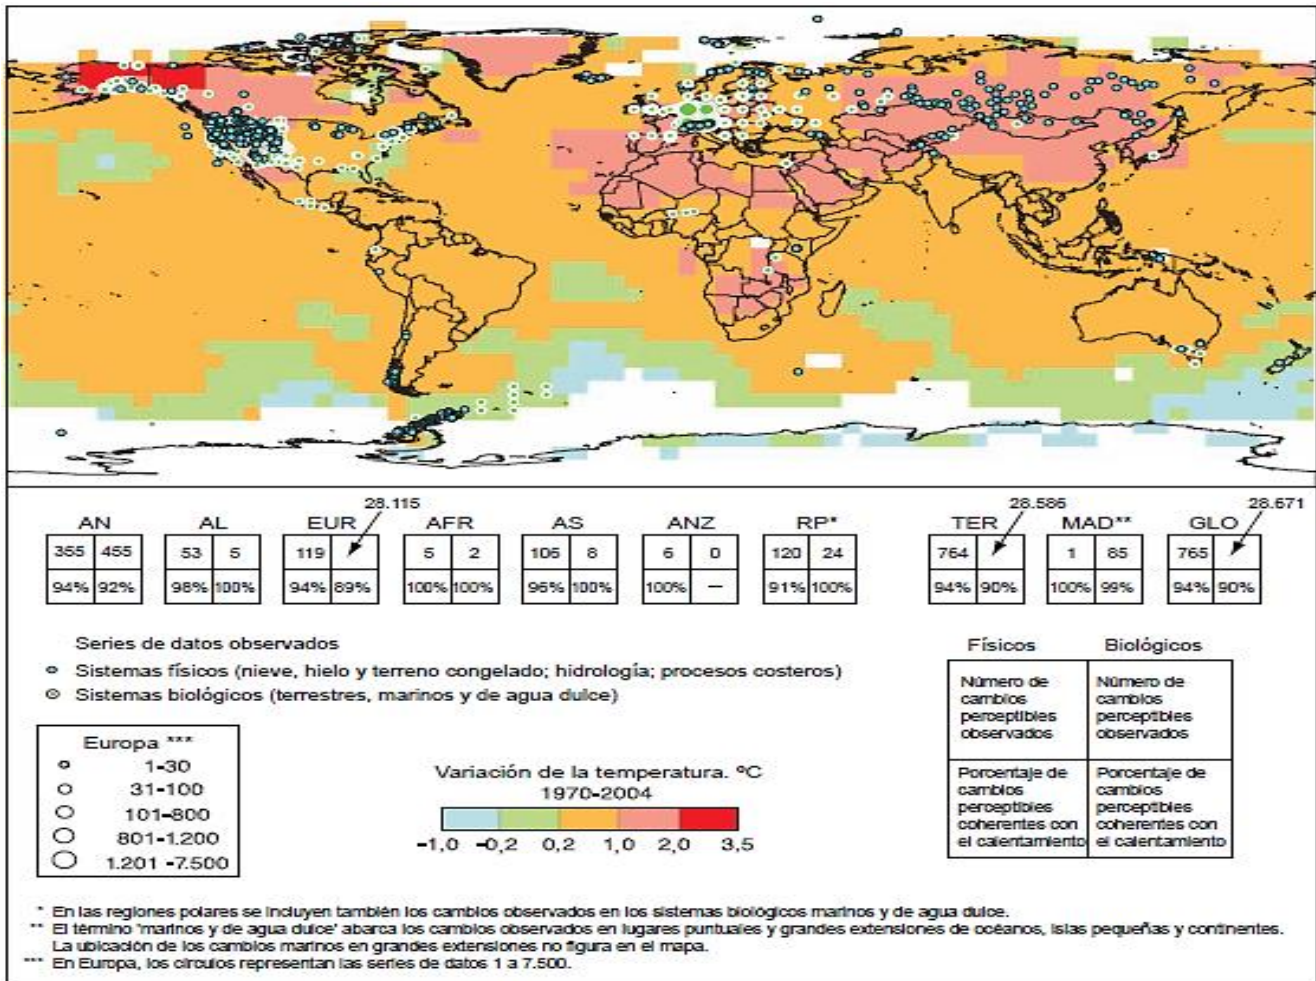 28.115
28.586
28.671
AN AL EUR AFR AS ANZ RP* TER MAD** GLO
355 455 53 5 119 5 2 106 8 6 0 120 24 764 1 85 765
94% 92% 98% 100% 94% 89% 100% 100% 96% 100% 100% — 91% 100% 94% 90% 100% 99% 94% 90%
Series de datos observados
Sistemas físicos (nieve, hielo y terreno congelado; hidrología; procesos costeros)
Sistemas biológicos (terrestres, marinos y de agua dulce)
Europa ***
1-30
31-100
101-800
801-1.200
1.201 -7.500
Variación de la temperatura. ºC
1970-2004
-1,0 -0,2 0,2 1,0 2,0 3,5
Físicos Biológicos
Número de cambios perceptibles observados
Número de cambios perceptibles observados
Porcentaje de cambios perceptibles coherentes con el calentamiento
Porcentaje de cambios perceptibles coherentes con el calentamiento
* En las regiones polares se incluyen también los cambios observados en los sistemas biológicos marinos y de agua dulce.
** El término 'marinos y de agua dulce' abarca los cambios observados en lugares puntuales y grandes extensiones de océanos, islas pequeñas y continentes.
La ubicación de los cambios marinos en grandes extensiones no figura en el mapa.
*** En Europa, los círculos representan las series de datos 1 a 7.500.